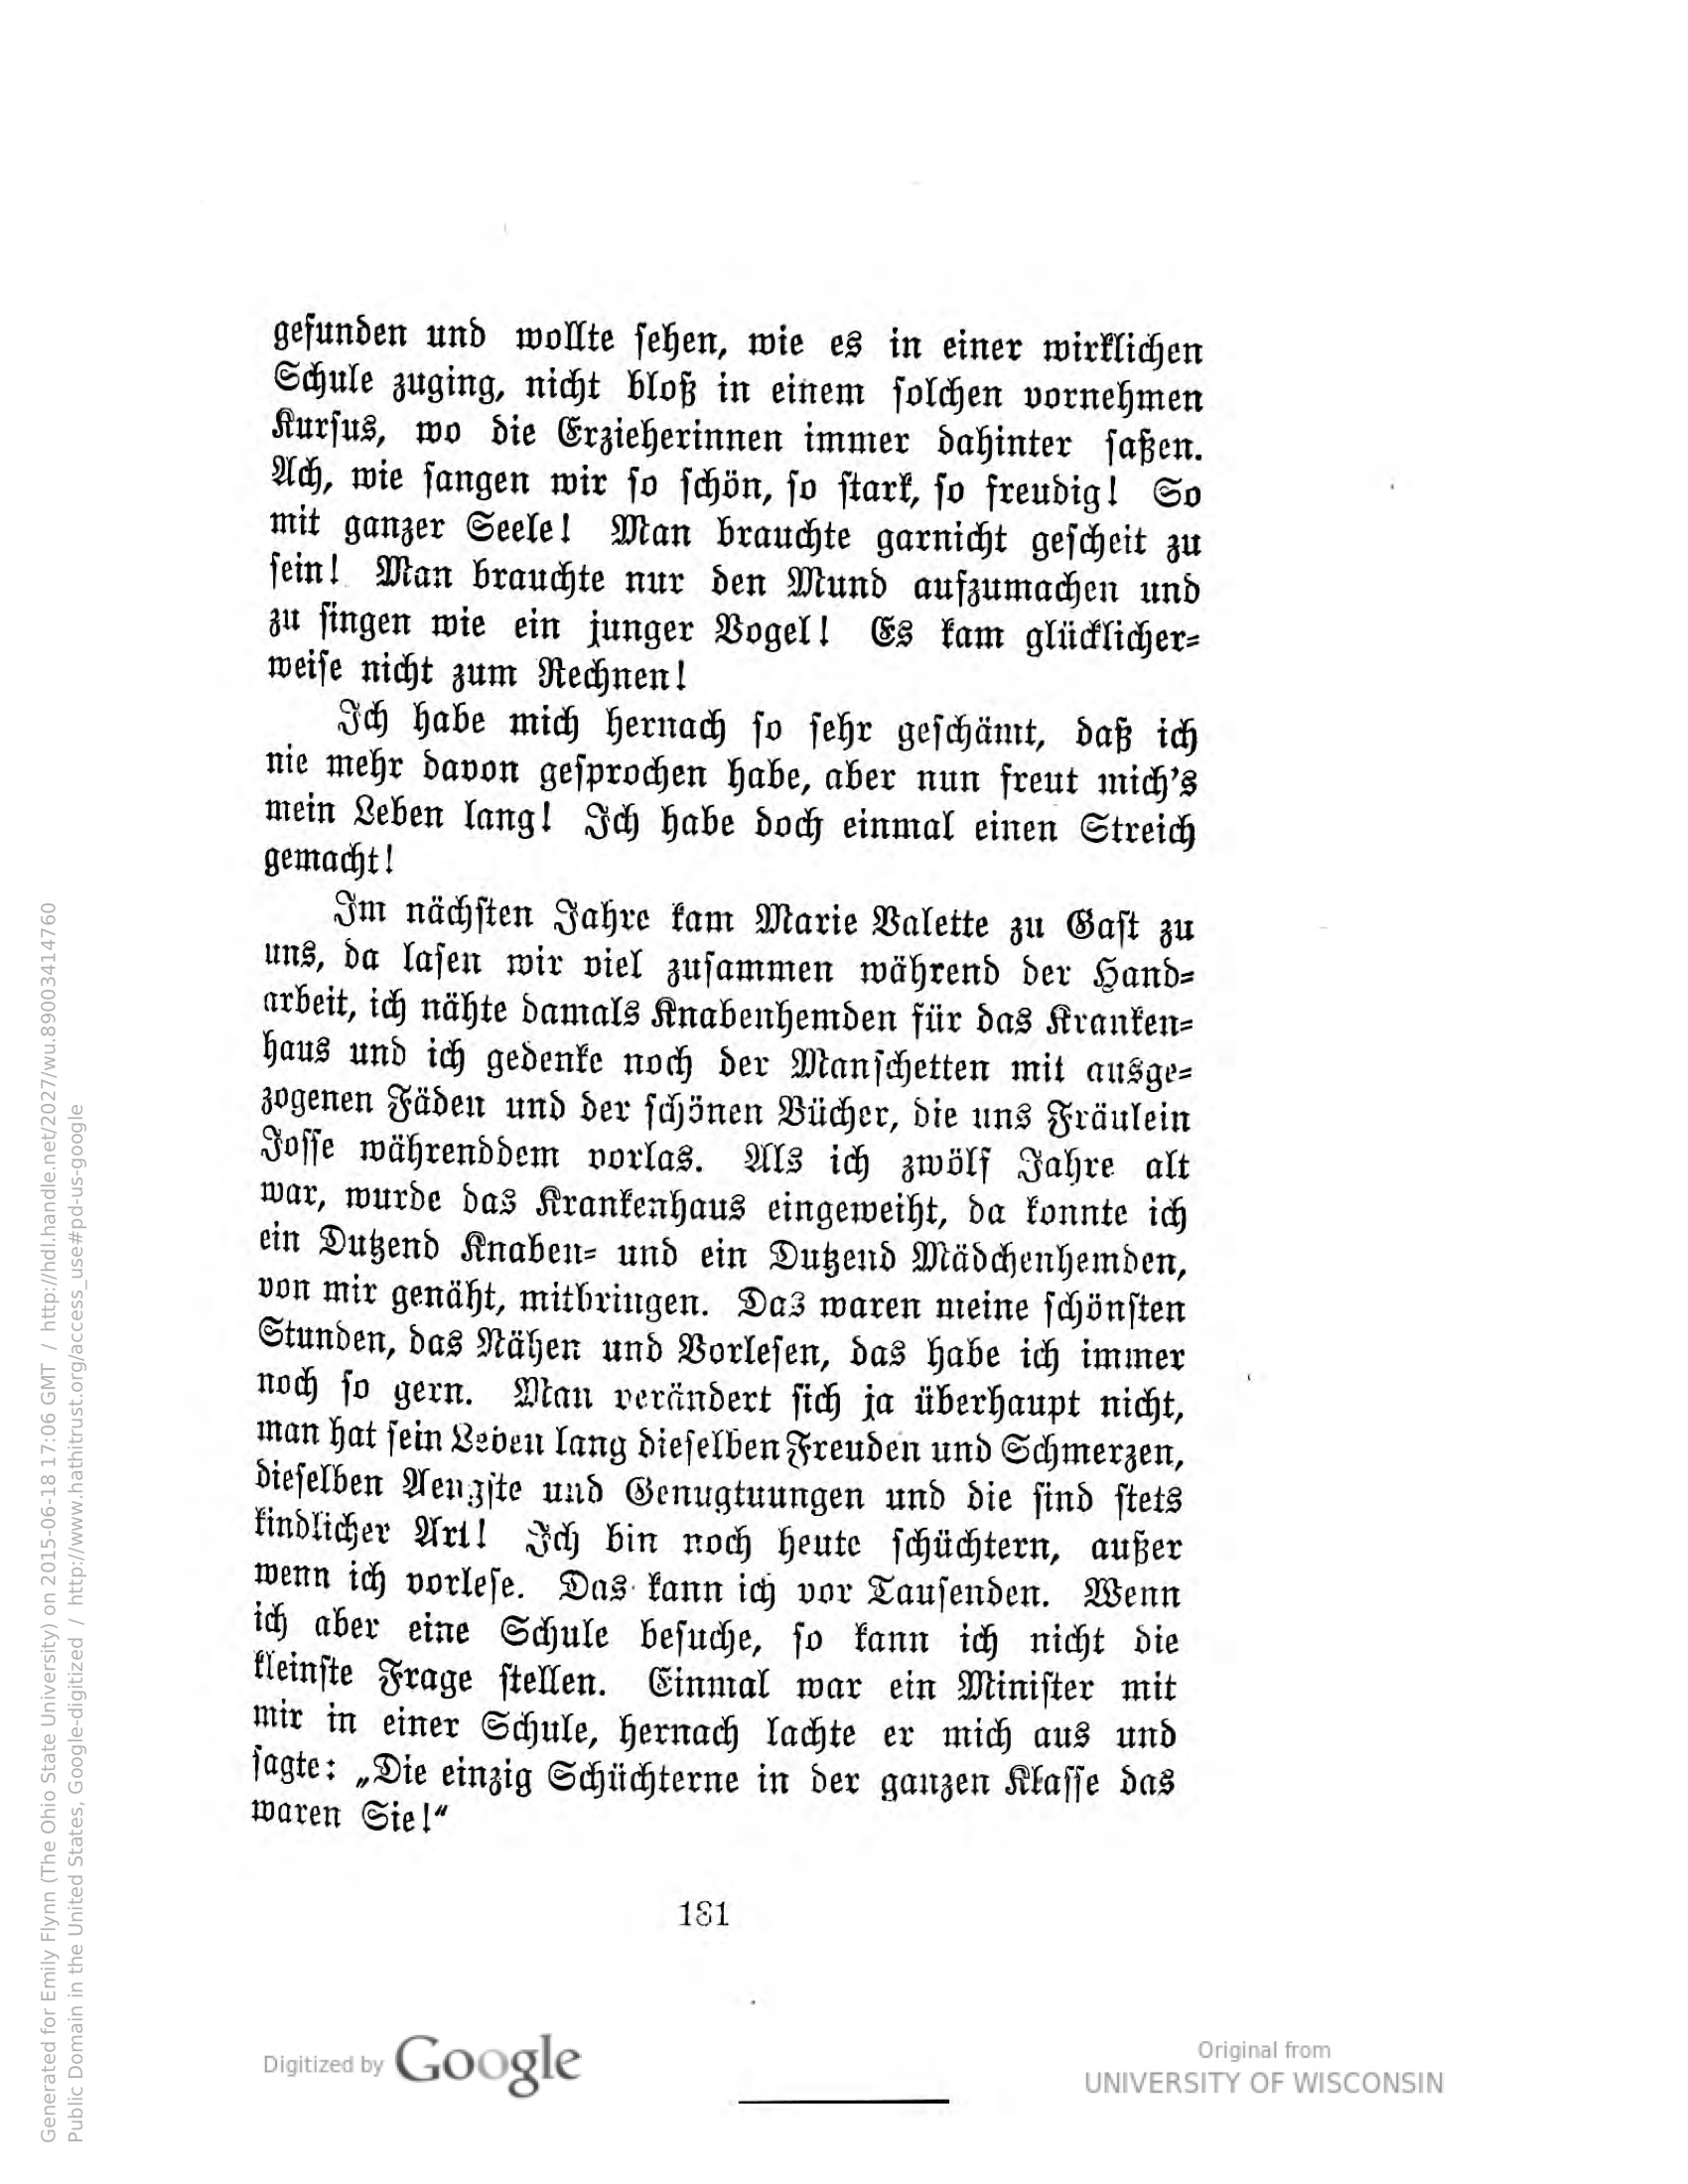 gefunden und wollte sehen, wie es in einer wirklichen
Schule zuging, nicht bloß in einem solchen vornehmen
Kursus, wo die Erzieherinnen immer dahinter saßen.
Ach, wie sangen wir so schön, so stark, so freudig! So
mit ganzer Seele! Man brauchte garnicht gescheit zu
sein! Man brauchte nur den Mund aufzumachen und
zu singen wie ein junger Vogel! Es kam glücklicher-
weise nicht zum Rechnen!
Ich habe mich hernach so sehr geschämt, daß ich
nie mehr davon gesprochen habe, aber nun freut mich's
mein Leben lang! Ich habe doch einmal einen Streich
gemacht!
Im nächsten Jahre kam Marie Valette zu Gast zu
uns, da lasen wir viel zusammen während der Hand-
arbeit, ich nähte damals Knabenhemden für das Kranken-
haus und ich gedenke noch der Manschetten mit ausge-
zogenen Fäden und der schönen Bücher, die uns Fräulein
Josse währenddem vorlas. Als ich zwölf Jahre alt
war, wurde das Krankenhaus eingeweiht, da konnte ich
ein Dutzend Knaben- und ein Dutzend Mädchenhemden,
von mir genäht, mitbringen. Das waren meine schönsten
Stunden, das Nähen und Vorlesen, das habe ich immer
noch so gern. Man verändert sich ja überhaupt nicht,
man hat sein Leben lang dieselben Freuden und Schmerzen,
dieselben Aengste und Genugtuungen und die sind stets
kindlicher Art! Ich bin noch heute schüchtern, außer
wenn ich vorlese. Das kann ich vor Tausenden. Wenn
ich aber eine Schule besuche, so kann ich nicht die
kleinste Frage stellen. Einmal war ein Minister mit
mir in einer Schule, hernach lachte er mich aus und
sagte: „Die einzig Schüchterne in der ganzen Klasse das
waren Sie!“
181
Digitized by Google
Original from
UNIVERSITY OF WISCONSIN
Generated for Emily Flynn (The Ohio State University) on 2015-06-18 17:06 GMT / http://hdl.handle.net/2027/wu.89003414760
Public Domain in the United States, Google-digitized / http://www.hathitrust.org/access_use#pd-us-google